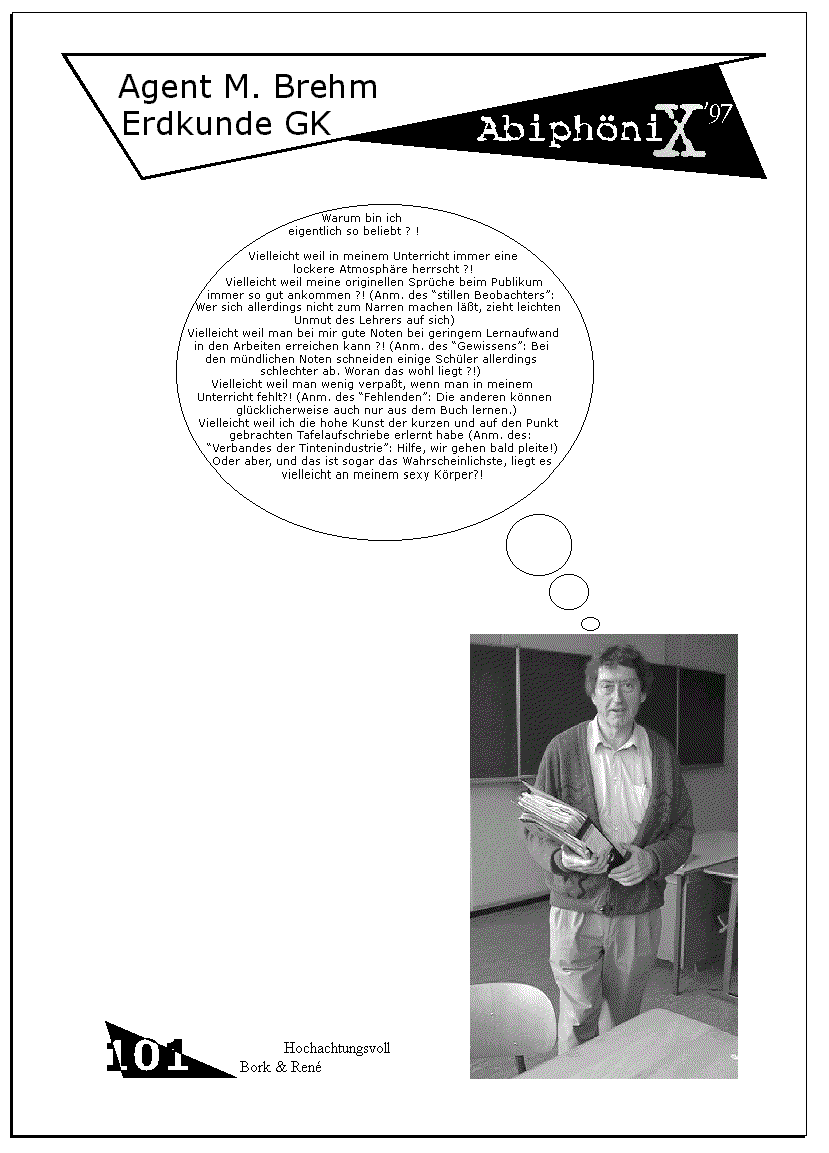 Agent M. Brehm
Erdkunde GK
AbiphöniX '97
Warum bin ich
eigentlich so beliebt ? !
Vielleicht weil in meinem Unterricht immer eine
lockere Atmosphäre herrscht ?!
Vielleicht weil meine originellen Sprüche beim Publikum
immer so gut ankommen ?! (Anm. des “stillen Beobachters”:
Wer sich allerdings nicht zum Narren machen läßt, zieht leichten
Unmut des Lehrers auf sich)
Vielleicht weil man bei mir gute Noten bei geringem Lernaufwand
in den Arbeiten erreichen kann ?! (Anm. des “Gewissens”: Bei
den mündlichen Noten schneiden einige Schüler allerdings
schlechter ab. Woran das wohl liegt ?!)
Vielleicht weil man wenig verpaßt, wenn man in meinem
Unterricht fehlt?! (Anm. des “Fehlenden”: Die anderen können
glücklicherweise auch nur aus dem Buch lernen.)
Vielleicht weil ich die hohe Kunst der kurzen und auf den Punkt
gebrachten Tafelaufschriebe erlernt habe (Anm. des:
“Verbandes der Tintenindustrie”: Hilfe, wir gehen bald pleite!)
Oder aber, und das ist sogar das Wahrscheinlichste, liegt es
vielleicht an meinem sexy Körper?!
101
Hochachtungsvoll
Bork & René